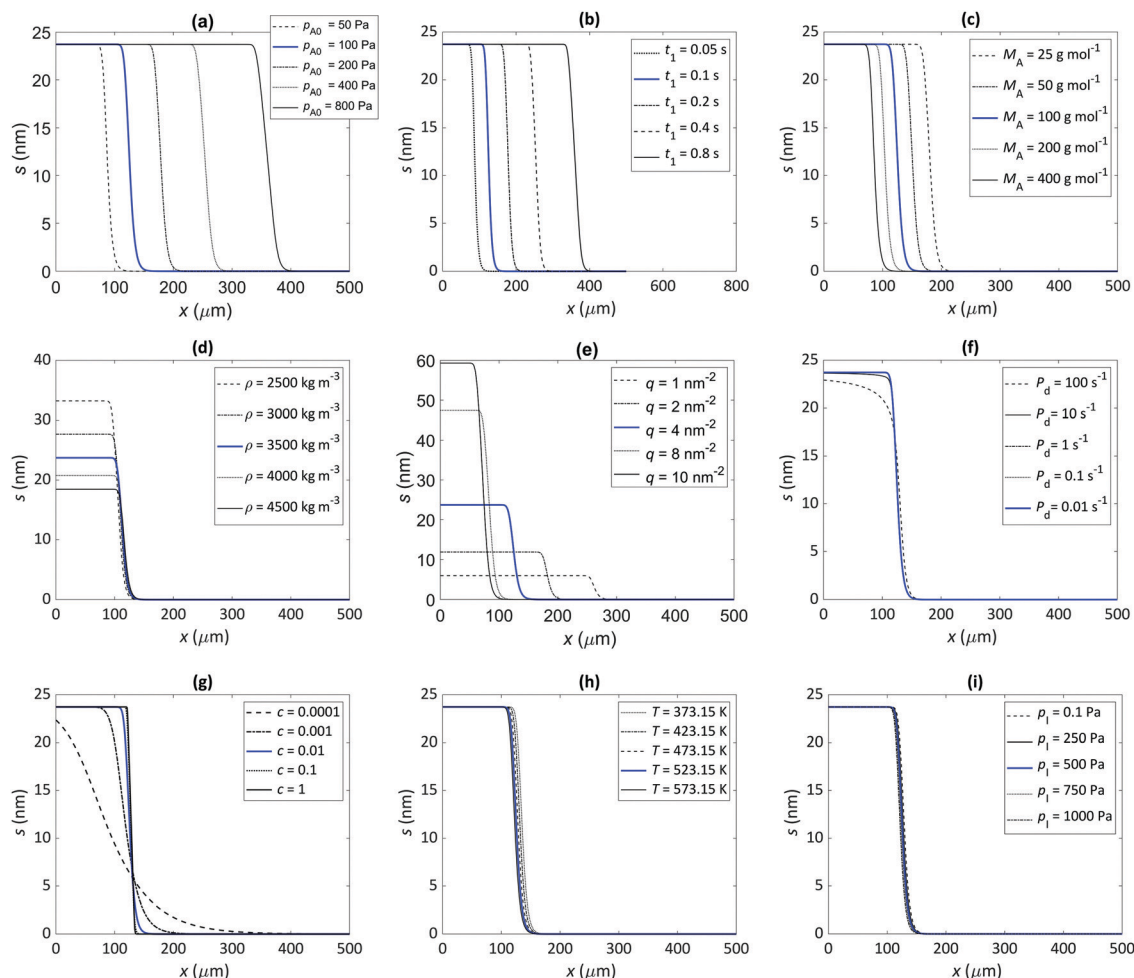 (a)
p_A0 = 50 Pa
p_A0 = 100 Pa
p_A0 = 200 Pa
p_A0 = 400 Pa
p_A0 = 800 Pa
25
20
15
10
5
0
s (nm)
0 100 200 300 400 500
x (μm)
(b)
t_1 = 0.05 s
t_1 = 0.1 s
t_1 = 0.2 s
t_1 = 0.4 s
t_1 = 0.8 s
25
20
15
10
5
0
s (nm)
0 200 400 600 800
x (μm)
(c)
M_A = 25 g mol⁻¹
M_A = 50 g mol⁻¹
M_A = 100 g mol⁻¹
M_A = 200 g mol⁻¹
M_A = 400 g mol⁻¹
25
20
15
10
5
0
s (nm)
0 100 200 300 400 500
x (μm)
(d)
ρ = 2500 kg m⁻³
ρ = 3000 kg m⁻³
ρ = 3500 kg m⁻³
ρ = 4000 kg m⁻³
ρ = 4500 kg m⁻³
40
30
20
10
0
s (nm)
0 100 200 300 400 500
x (μm)
(e)
q = 1 nm⁻²
q = 2 nm⁻²
q = 4 nm⁻²
q = 8 nm⁻²
q = 10 nm⁻²
60
50
40
30
20
10
0
s (nm)
0 100 200 300 400 500
x (μm)
(f)
P_d = 100 s⁻¹
P_d = 10 s⁻¹
P_d = 1 s⁻¹
P_d = 0.1 s⁻¹
P_d = 0.01 s⁻¹
25
20
15
10
5
0
s (nm)
0 100 200 300 400 500
x (μm)
(g)
c = 0.0001
c = 0.001
c = 0.01
c = 0.1
c = 1
25
20
15
10
5
0
s (nm)
0 100 200 300 400 500
x (μm)
(h)
T = 373.15 K
T = 423.15 K
T = 473.15 K
T = 523.15 K
T = 573.15 K
25
20
15
10
5
0
s (nm)
0 100 200 300 400 500
x (μm)
(i)
p_I = 0.1 Pa
p_I = 250 Pa
p_I = 500 Pa
p_I = 750 Pa
p_I = 1000 Pa
25
20
15
10
5
0
s (nm)
0 100 200 300 400 500
x (μm)